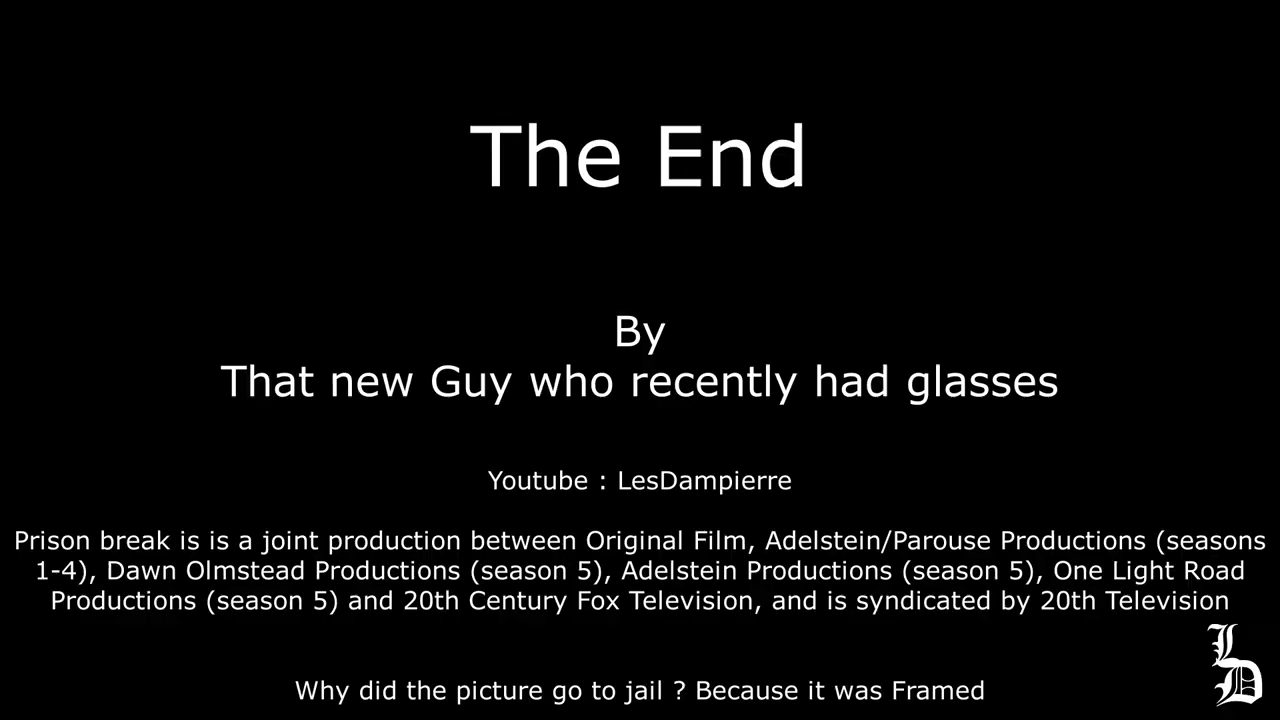 The End
By
That new Guy who recently had glasses
Youtube : LesDampierre
Prison break is is a joint production between Original Film, Adelstein/Parouse Productions (seasons
1-4), Dawn Olmstead Productions (season 5), Adelstein Productions (season 5), One Light Road
Productions (season 5) and 20th Century Fox Television, and is syndicated by 20th Television
LD
Why did the picture go to jail ? Because it was Framed